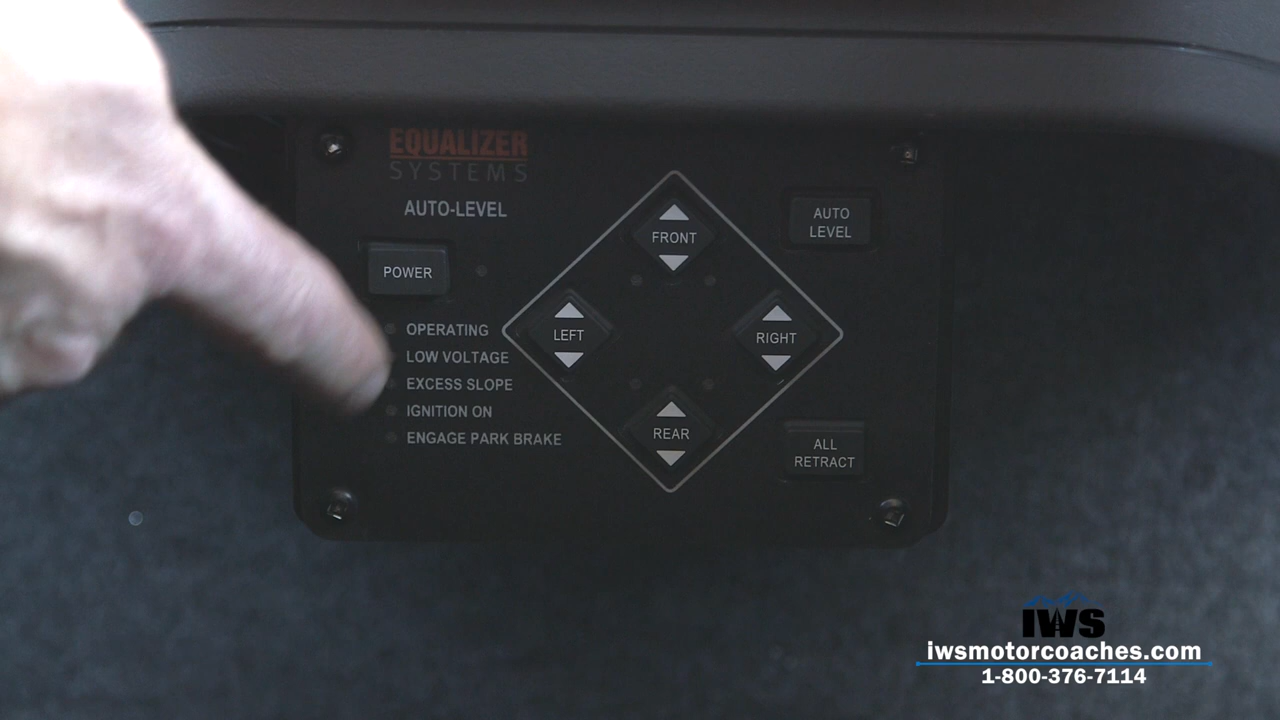 EQUALIZER
SYSTEMS
AUTO-LEVEL
POWER
OPERATING
LOW VOLTAGE
EXCESS SLOPE
IGNITION ON
ENGAGE PARK BRAKE
FRONT
LEFT
RIGHT
REAR
AUTO
LEVEL
ALL
RETRACT
IWS
iwsmotorcoaches.com
1-800-376-7114